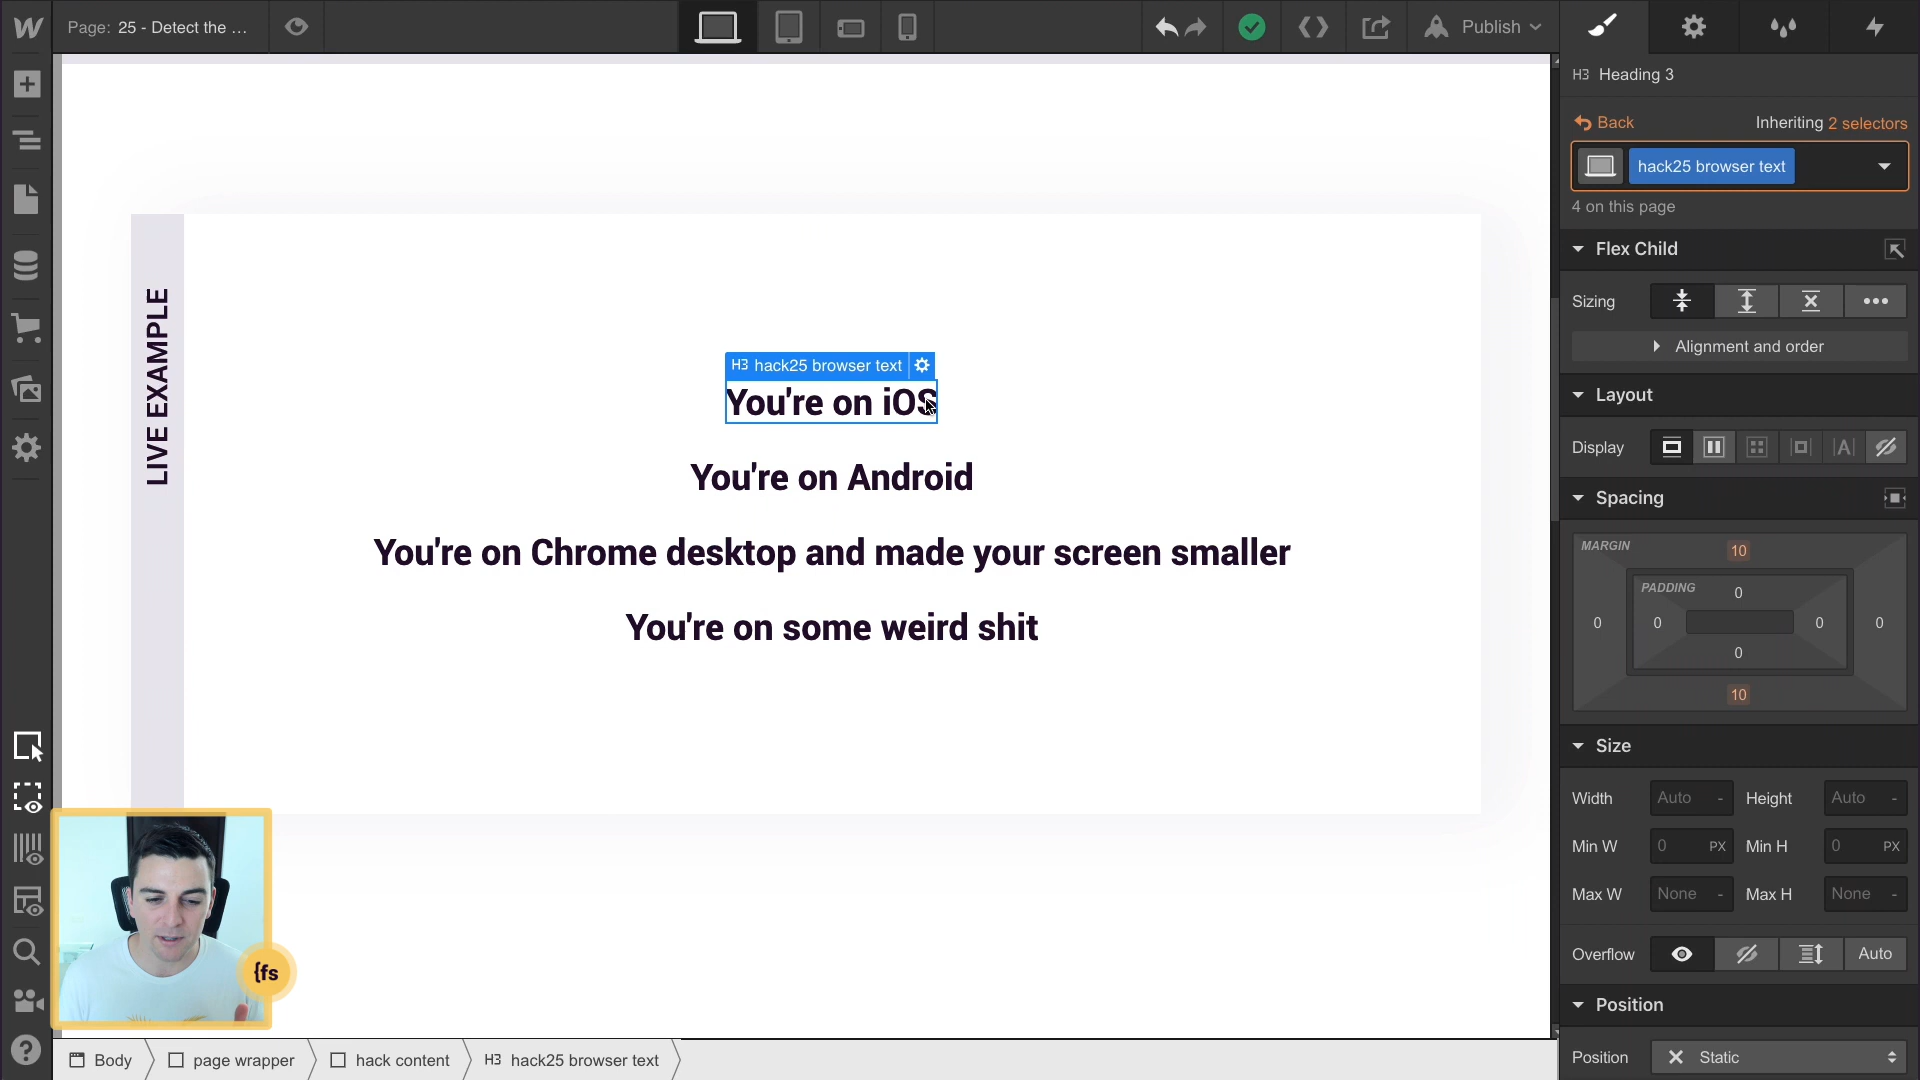 Page: 25 - Detect the ...
Publish
H3 Heading 3
Back
Inheriting 2 selectors
hack25 browser text
4 on this page
Flex Child
Sizing
Alignment and order
Layout
Display
Spacing
MARGIN
10
PADDING
0
0
0
0
0
0
10
Size
Width
Auto
-
Height
Auto
-
Min W
0
PX
Min H
0
PX
Max W
None
-
Max H
None
-
Overflow
Auto
Position
Position
Static
LIVE EXAMPLE
H3 hack25 browser text
You're on iOS
You're on Android
You're on Chrome desktop and made your screen smaller
You're on some weird shit
{fs
Body
page wrapper
hack content
H3 hack25 browser text